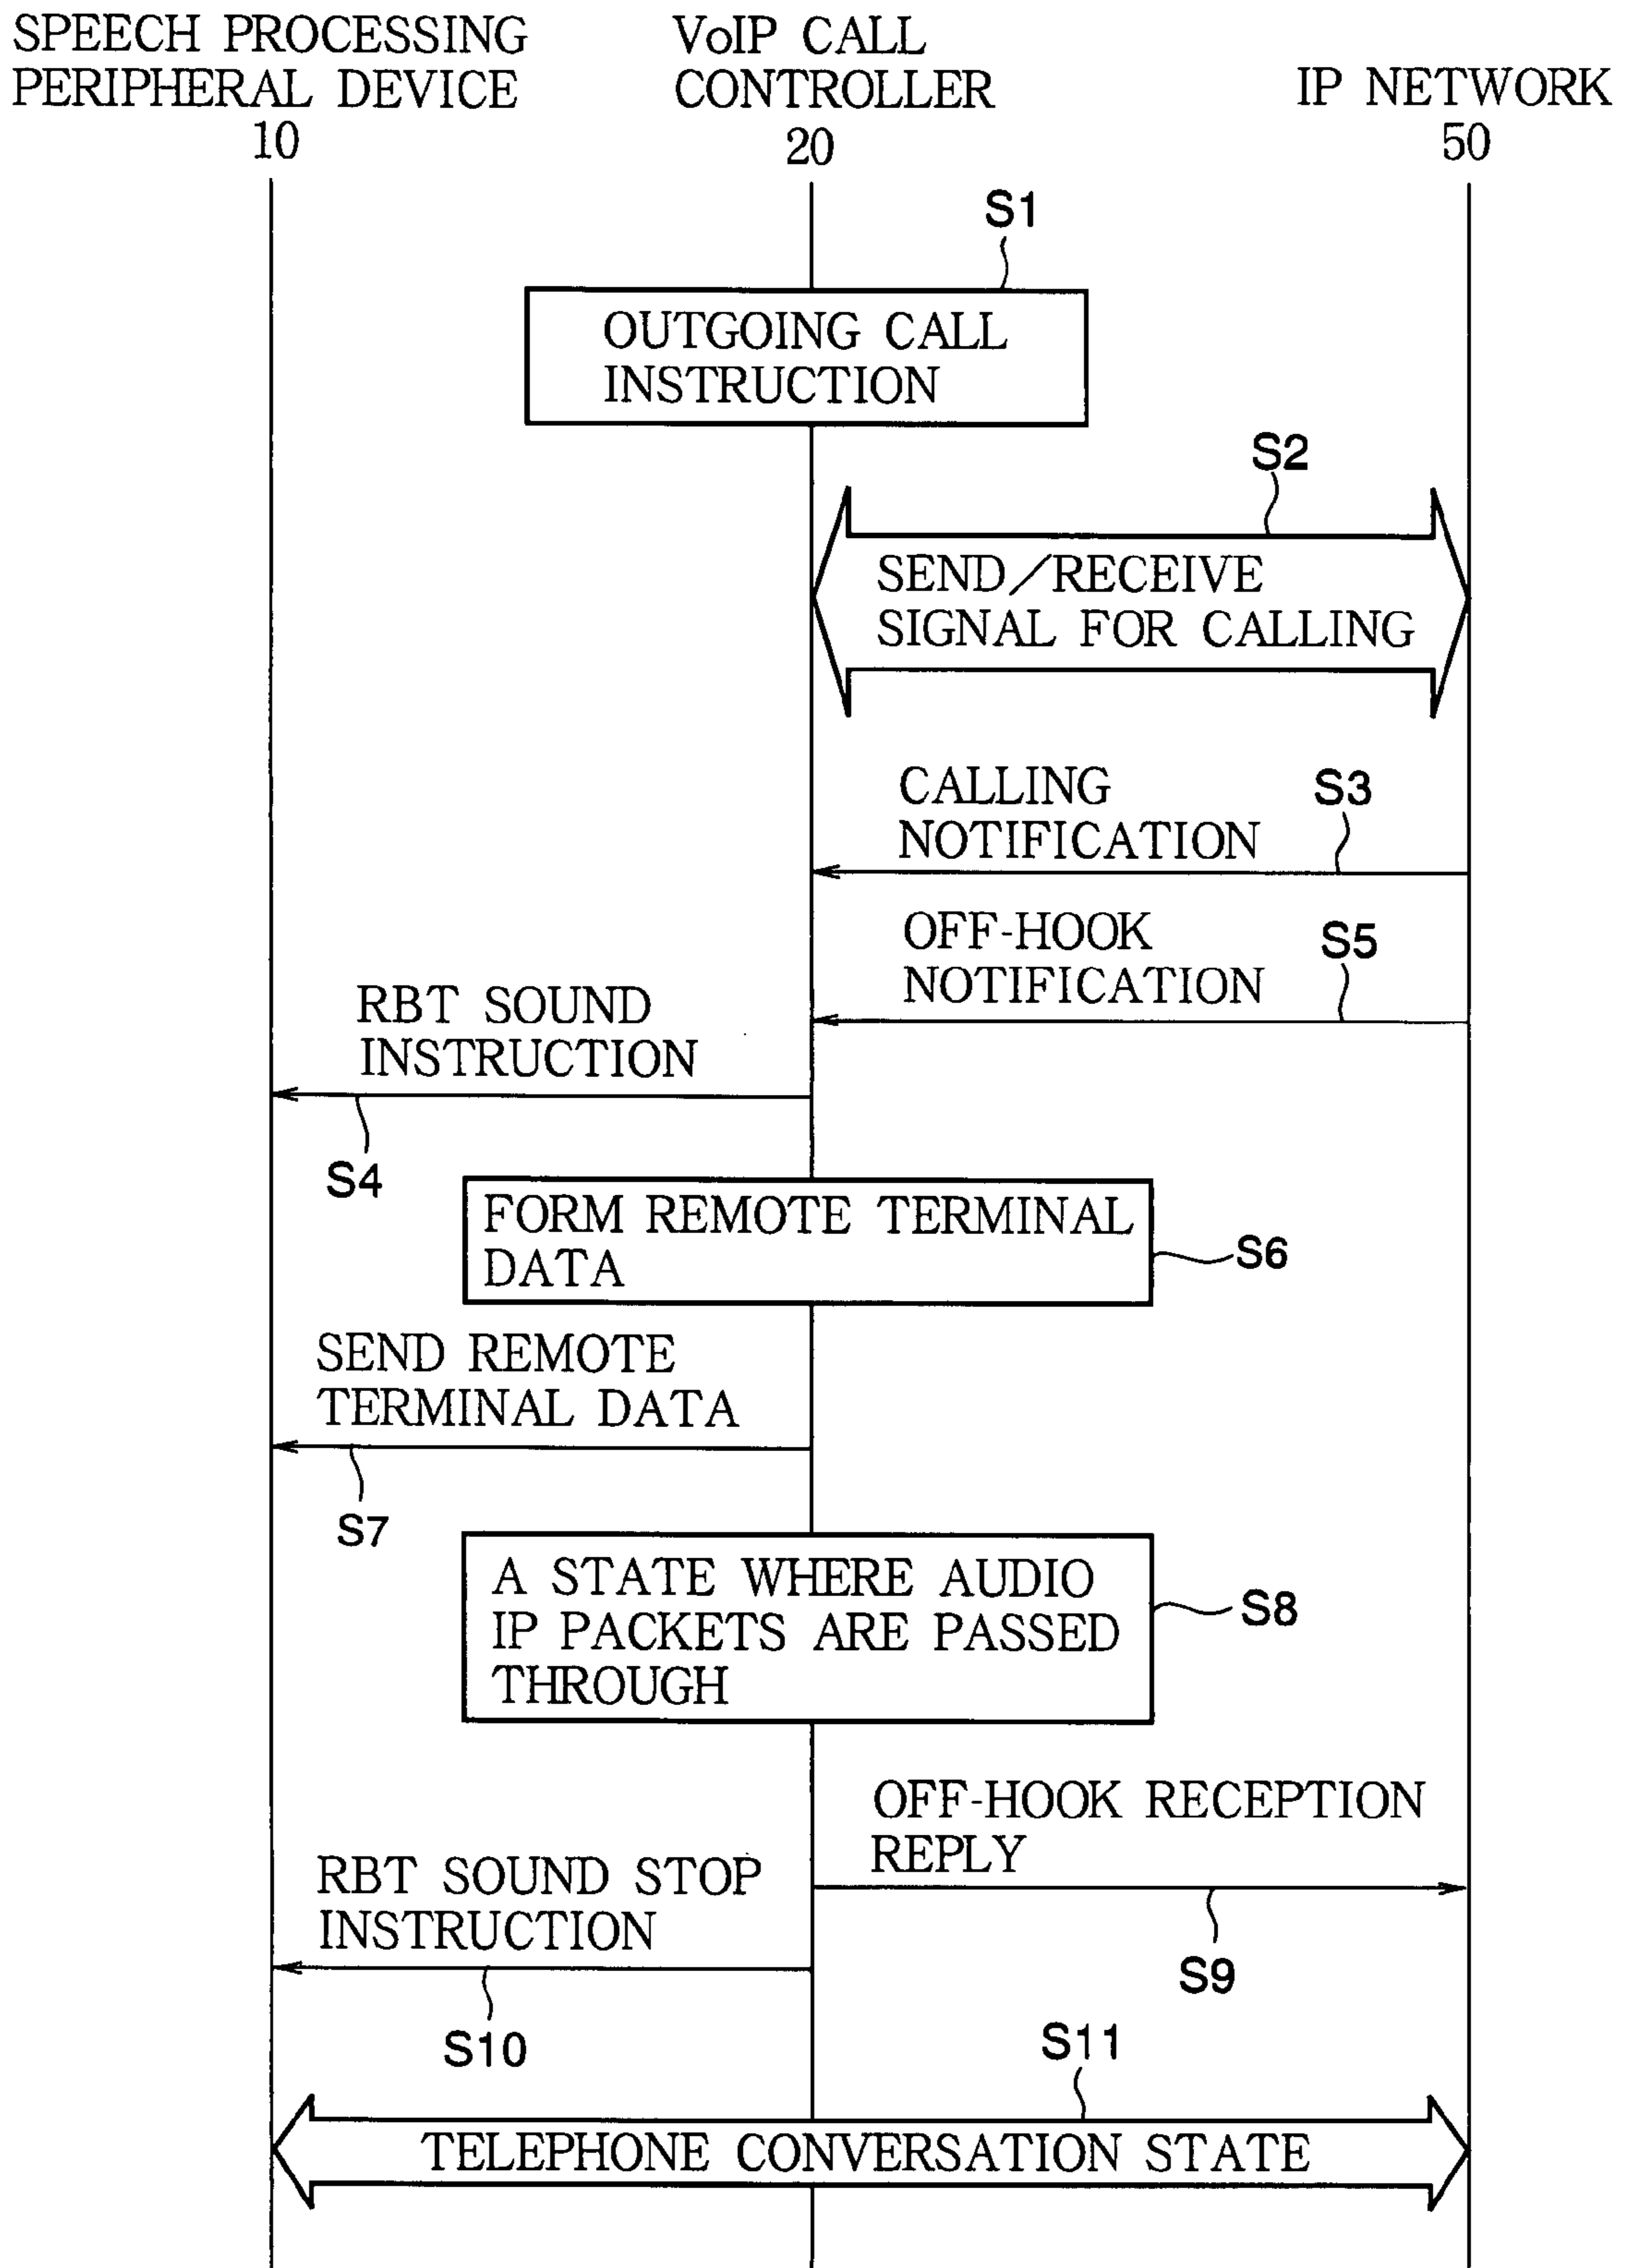 SPEECH PROCESSING
PERIPHERAL DEVICE
10
VoIP CALL
CONTROLLER
20
IP NETWORK
50
S1
OUTGOING CALL
INSTRUCTION
S2
SEND/RECEIVE
SIGNAL FOR CALLING
CALLING
NOTIFICATION
S3
OFF-HOOK
NOTIFICATION
S5
RBT SOUND
INSTRUCTION
S4
FORM REMOTE TERMINAL
DATA
S6
SEND REMOTE
TERMINAL DATA
S7
A STATE WHERE AUDIO
IP PACKETS ARE PASSED
THROUGH
S8
OFF-HOOK RECEPTION
REPLY
S9
RBT SOUND STOP
INSTRUCTION
S10
S11
TELEPHONE CONVERSATION STATE